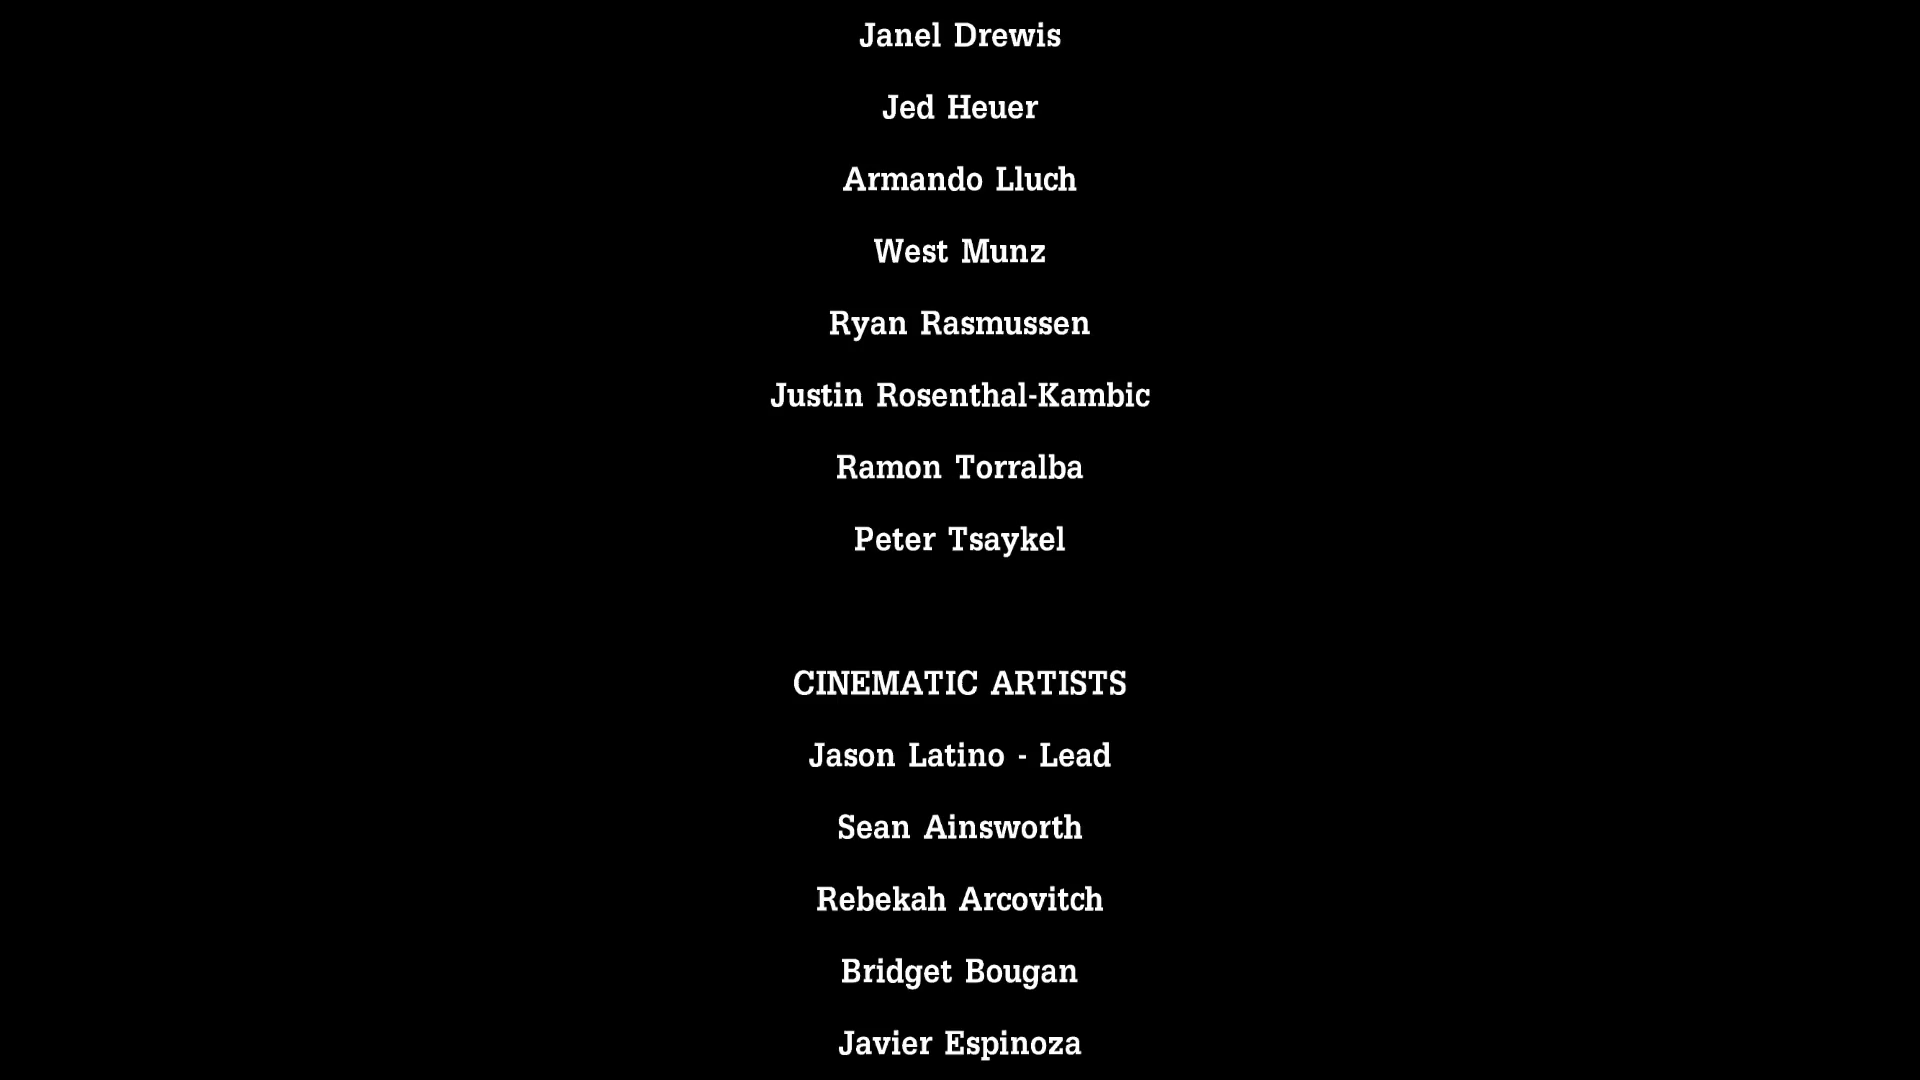 Janel Drewis
Jed Heuer
Armando Lluch
West Munz
Ryan Rasmussen
Justin Rosenthal-Kambic
Ramon Torralba
Peter Tsaykel
CINEMATIC ARTISTS
Jason Latino - Lead
Sean Ainsworth
Rebekah Arcovitch
Bridget Bougan
Javier Espinoza